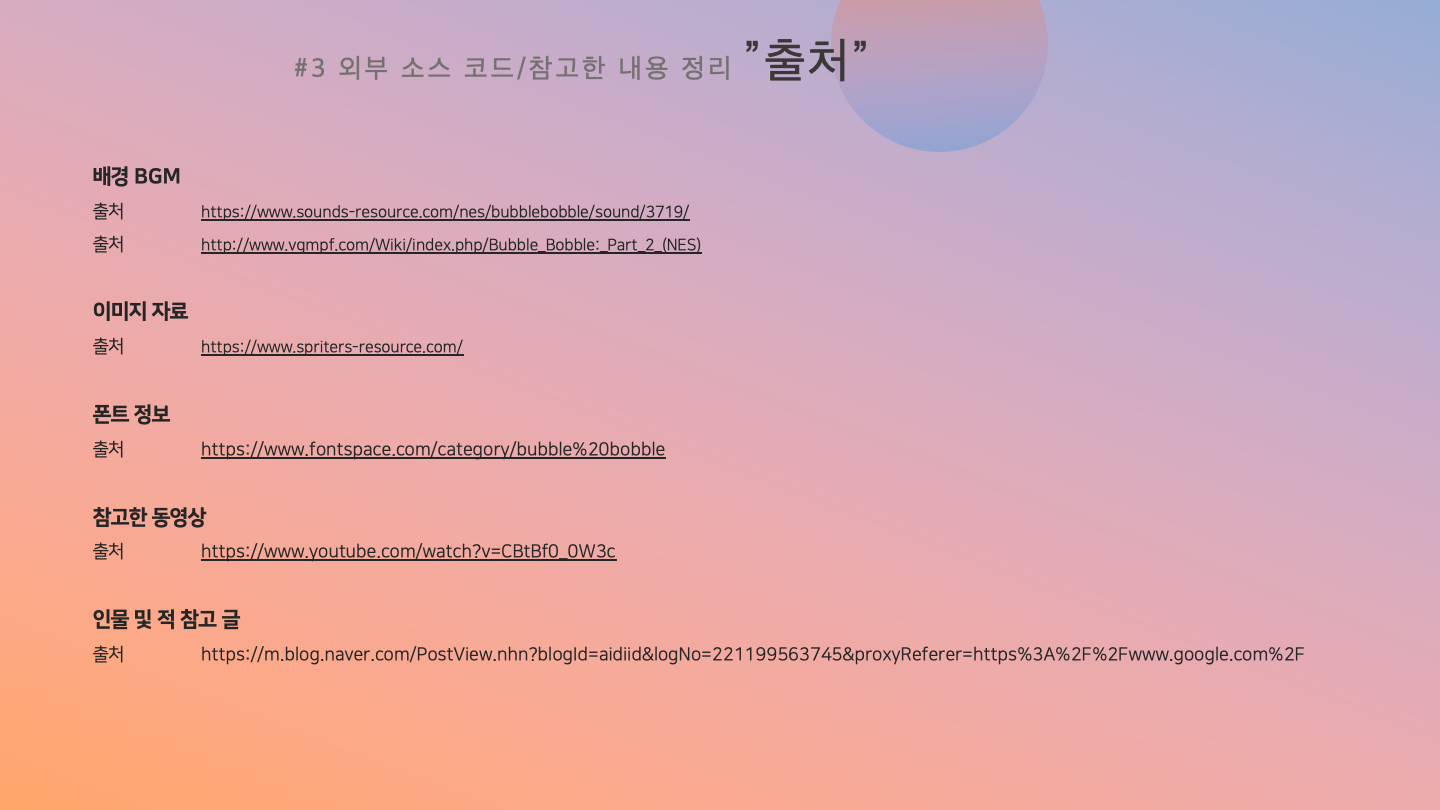 #3 외부 소스 코드/참고한 내용 정리 ”출처”
배경 BGM
출처 https://www.sounds-resource.com/nes/bubblebobble/sound/3719/
출처 http://www.vgmpf.com/Wiki/index.php/Bubble_Bobble:_Part_2_(NES)
이미지 자료
출처 https://www.spriters-resource.com/
폰트 정보
출처 https://www.fontspace.com/category/bubble%20bobble
참고한 동영상
출처 https://www.youtube.com/watch?v=CBtBf0_0W3c
인물 및 적 참고 글
출처 https://m.blog.naver.com/PostView.nhn?blogId=aidiid&logNo=221199563745&proxyReferer=https%3A%2F%2Fwww.google.com%2F